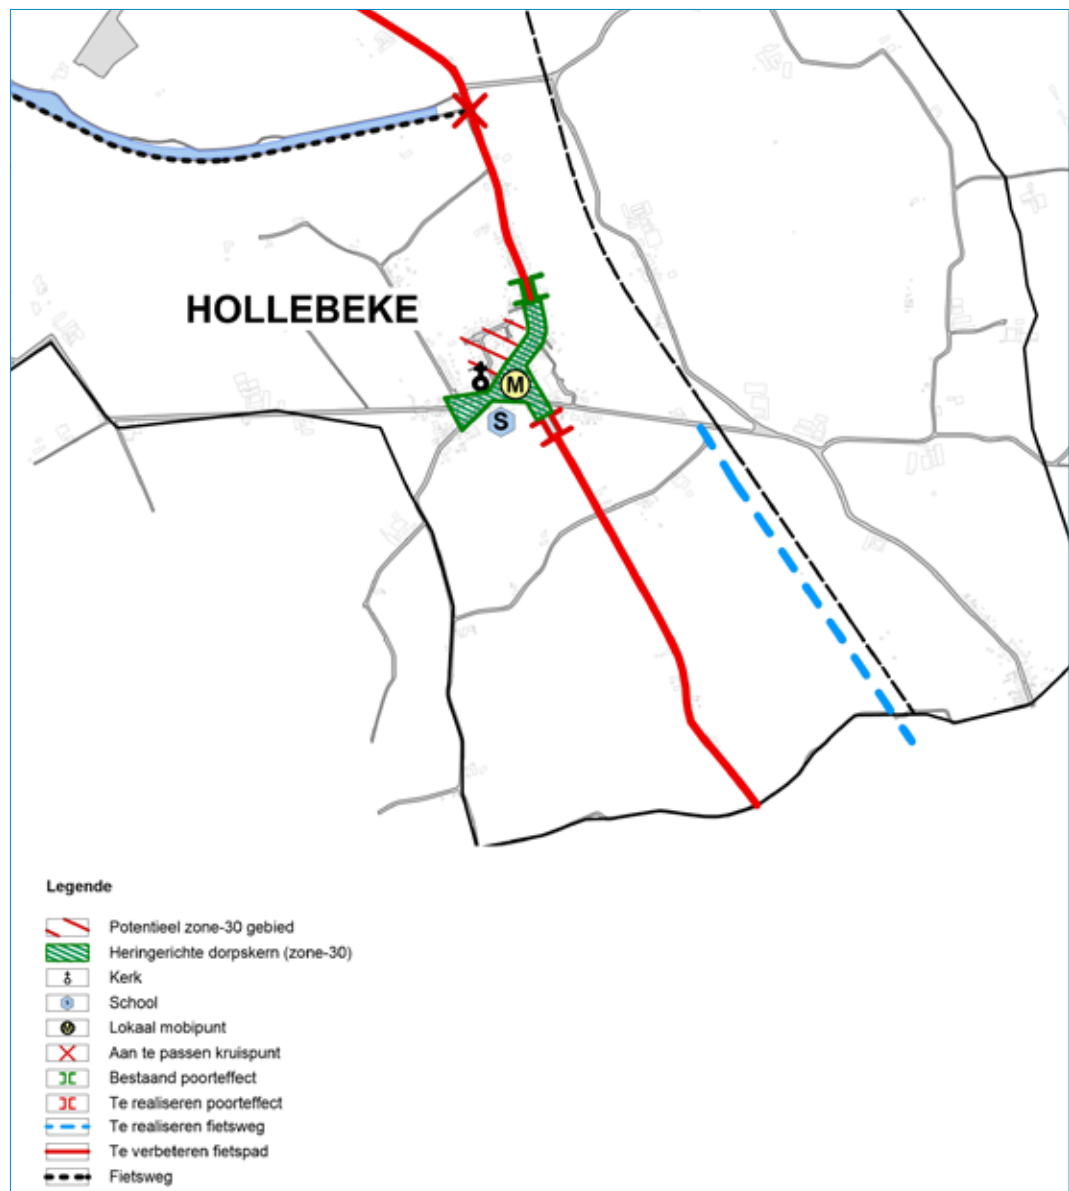 HOLLEBEKE
M
S
Legende
Potentieel zone-30 gebied
Heringerichte dorpskern (zone-30)
Kerk
S School
M Lokaal mobipunt
Aan te passen kruispunt
Bestaand poorteffect
Te realiseren poorteffect
Te realiseren fietsweg
Te verbeteren fietspad
Fietsweg